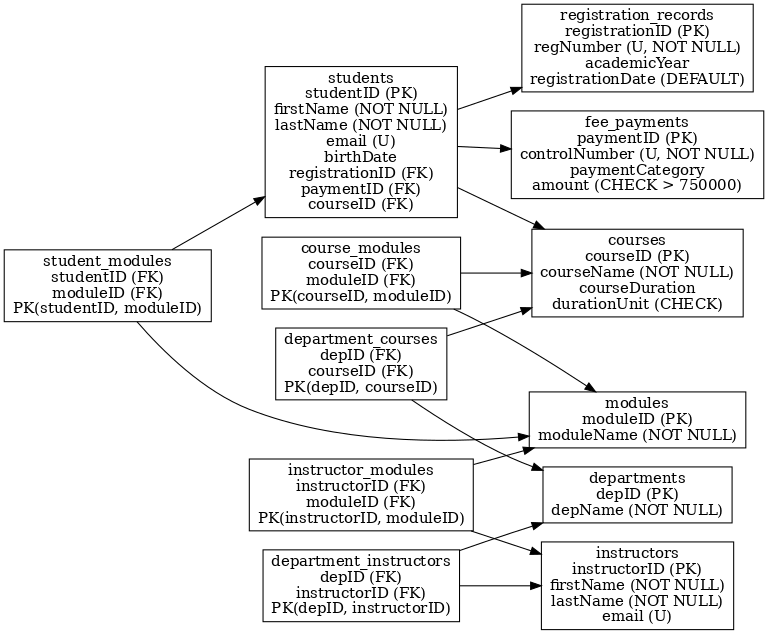 registration_records
registrationID (PK)
regNumber (U, NOT NULL)
academicYear
registrationDate (DEFAULT)
students
studentID (PK)
firstName (NOT NULL)
lastName (NOT NULL)
email (U)
birthDate
registrationID (FK)
paymentID (FK)
courseID (FK)
fee_payments
paymentID (PK)
controlNumber (U, NOT NULL)
paymentCategory
amount (CHECK > 750000)
student_modules
studentID (FK)
moduleID (FK)
PK(studentID, moduleID)
course_modules
courseID (FK)
moduleID (FK)
PK(courseID, moduleID)
courses
courseID (PK)
courseName (NOT NULL)
courseDuration
durationUnit (CHECK)
department_courses
depID (FK)
courseID (FK)
PK(depID, courseID)
modules
moduleID (PK)
moduleName (NOT NULL)
instructor_modules
instructorID (FK)
moduleID (FK)
PK(instructorID, moduleID)
departments
depID (PK)
depName (NOT NULL)
department_instructors
depID (FK)
instructorID (FK)
PK(depID, instructorID)
instructors
instructorID (PK)
firstName (NOT NULL)
lastName (NOT NULL)
email (U)